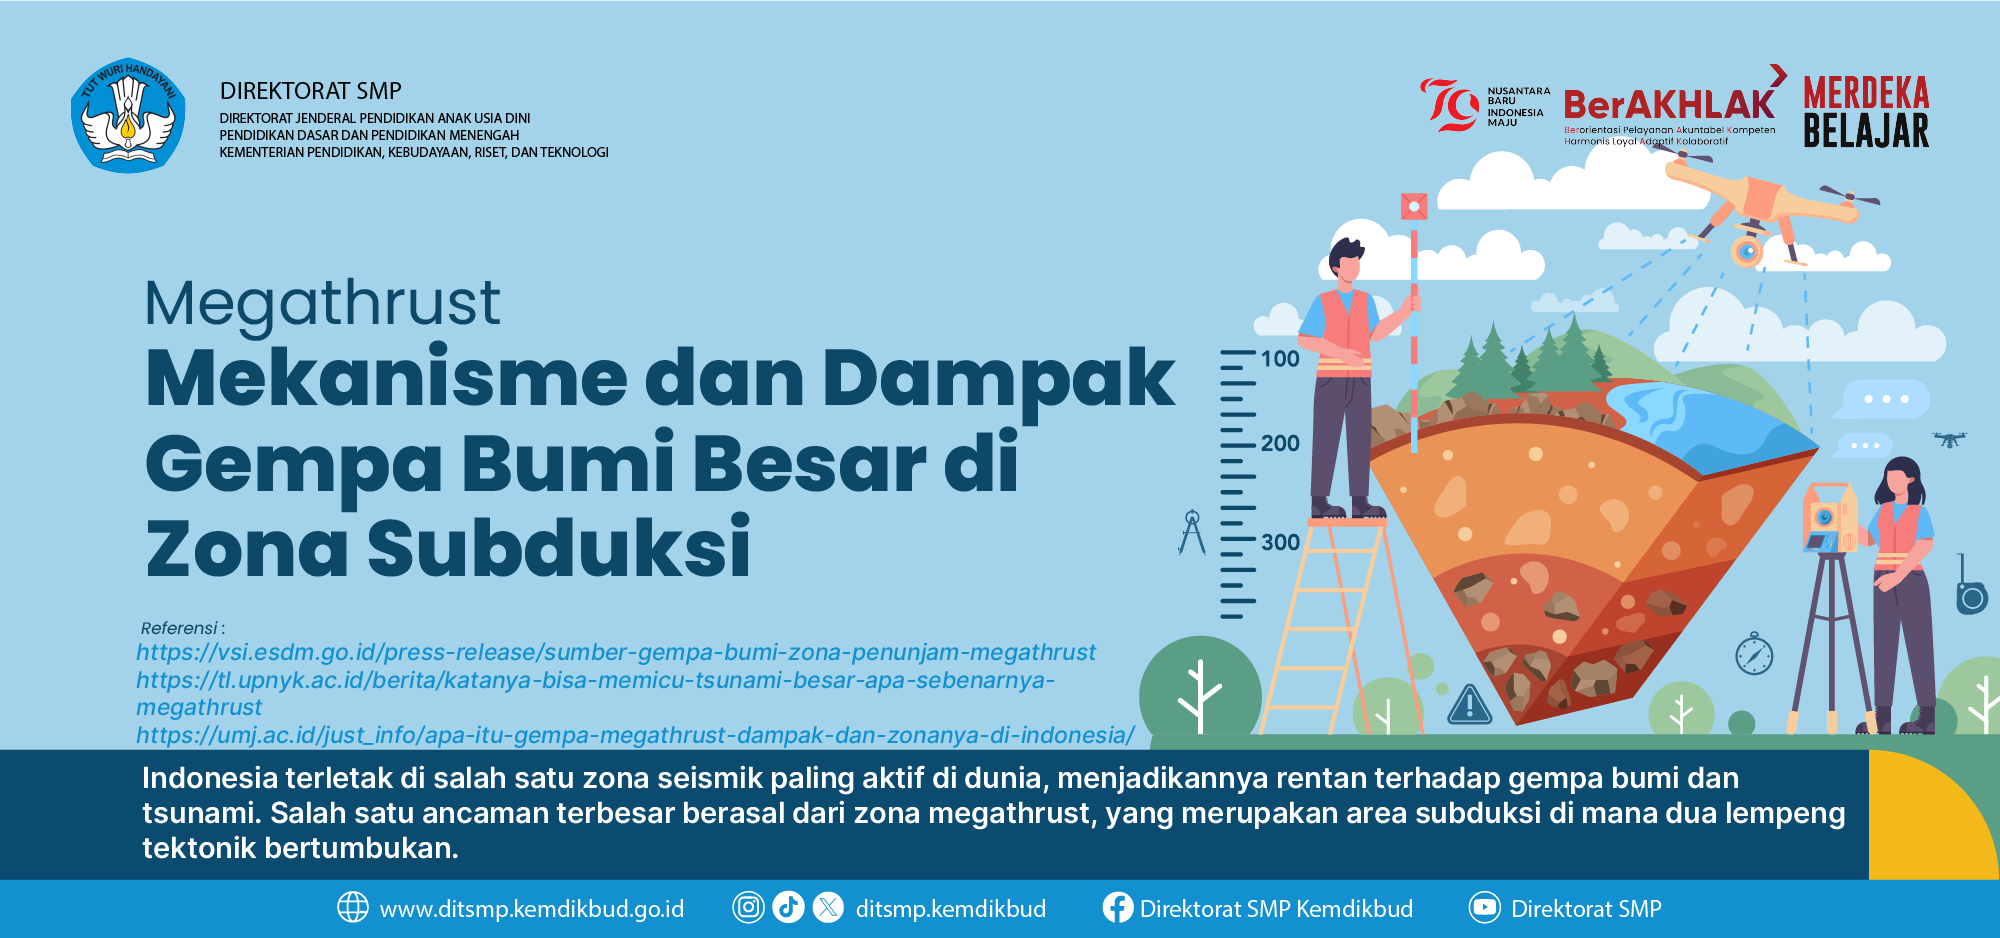 TUT WURI HANDAYANI
DIREKTORAT SMP
DIREKTORAT JENDERAL PENDIDIKAN ANAK USIA DINI
PENDIDIKAN DASAR DAN PENDIDIKAN MENENGAH
KEMENTERIAN PENDIDIKAN, KEBUDAYAAN, RISET, DAN TEKNOLOGI
79
NUSANTARA
BARU
INDONESIA
MAJU
BerAKHLAK
Berorientasi Pelayanan Akuntabel Kompeten
Harmonis Loyal Adaptif Kolaboratif
MERDEKA
BELAJAR
Megathrust
Mekanisme dan Dampak
Gempa Bumi Besar di
Zona Subduksi
100
200
300
Referensi :
https://vsi.esdm.go.id/press-release/sumber-gempa-bumi-zona-penunjam-megathrust
https://tl.upnyk.ac.id/berita/katanya-bisa-memicu-tsunami-besar-apa-sebenarnya-
megathrust
https://umj.ac.id/just_info/apa-itu-gempa-megathrust-dampak-dan-zonanya-di-indonesia/
Indonesia terletak di salah satu zona seismik paling aktif di dunia, menjadikannya rentan terhadap gempa bumi dan
tsunami. Salah satu ancaman terbesar berasal dari zona megathrust, yang merupakan area subduksi di mana dua lempeng
tektonik bertumbukan.
www.ditsmp.kemdikbud.go.id
ditsmp.kemdikbud
Direktorat SMP Kemdikbud
Direktorat SMP